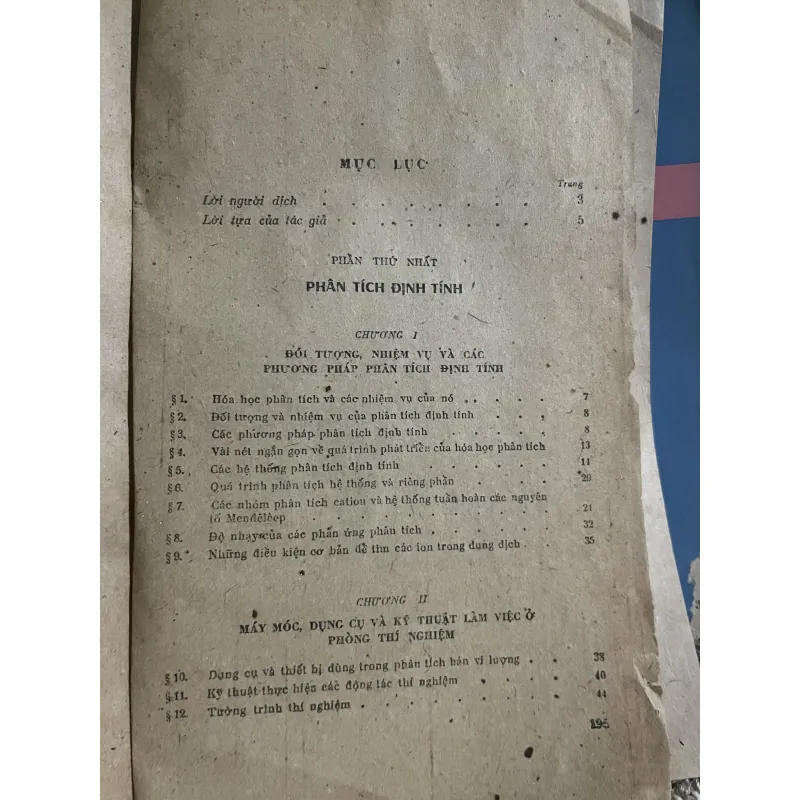 MỤC LỤC
Trang
Lời người dịch . . . . . . . . 3
Lời tựa của tác giả . . . . . . . . 5
PHẦN THỨ NHẤT
PHÂN TÍCH ĐỊNH TÍNH
CHƯƠNG I
ĐỐI TƯỢNG, NHIỆM VỤ VÀ CÁC
PHƯƠNG PHÁP PHÂN TÍCH ĐỊNH TÍNH
§ 1. Hóa học phân tích và các nhiệm vụ của nó . . . . . 7
§ 2. Đối tượng và nhiệm vụ của phân tích định tính . . . 8
§ 3. Các phương pháp phân tích định tính . . . . . 8
§ 4. Vài nét ngắn gọn về quá trình phát triển của hóa học phân tích 13
§ 5. Các hệ thống phân tích định tính . . . . . . 14
§ 6. Quá trình phân tích hệ thống và riêng phần . . . . 20
§ 7. Các nhóm phân tích cation và hệ thống tuần hoàn các nguyên
tố Mendêlêep . . . . . . . . . 21
§ 8. Độ nhạy của các phản ứng phân tích . . . . . 32
§ 9. Những điều kiện cơ bản để tìm các ion trong dung dịch . . 35
CHƯƠNG II
MÁY MÓC, DỤNG CỤ VÀ KỸ THUẬT LÀM VIỆC Ở
PHÒNG THÍ NGHIỆM
§ 10. Dụng cụ và thiết bị dùng trong phân tích bán vi lượng . . 38
§ 11. Kỹ thuật thực hiện các động tác thí nghiệm . . . . 40
§ 12. Tường trình thí nghiệm . . . . . . . . 44
195